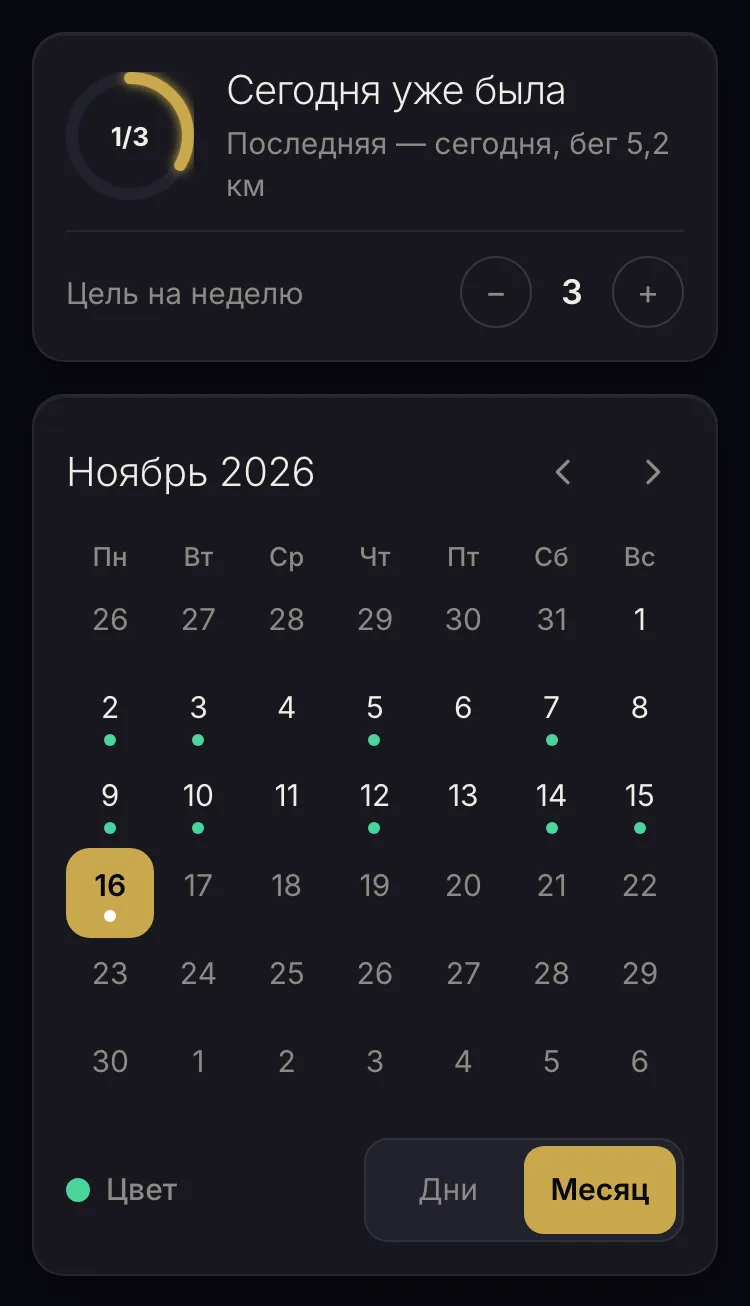 1/3
Сегодня уже была
Последняя — сегодня, бег 5,2
км
Цель на неделю − 3 +
Ноябрь 2026
Пн Вт Ср Чт Пт Сб Вс
26 27 28 29 30 31 1
2 3 4 5 6 7 8
9 10 11 12 13 14 15
16 17 18 19 20 21 22
23 24 25 26 27 28 29
30 1 2 3 4 5 6
Цвет Дни Месяц